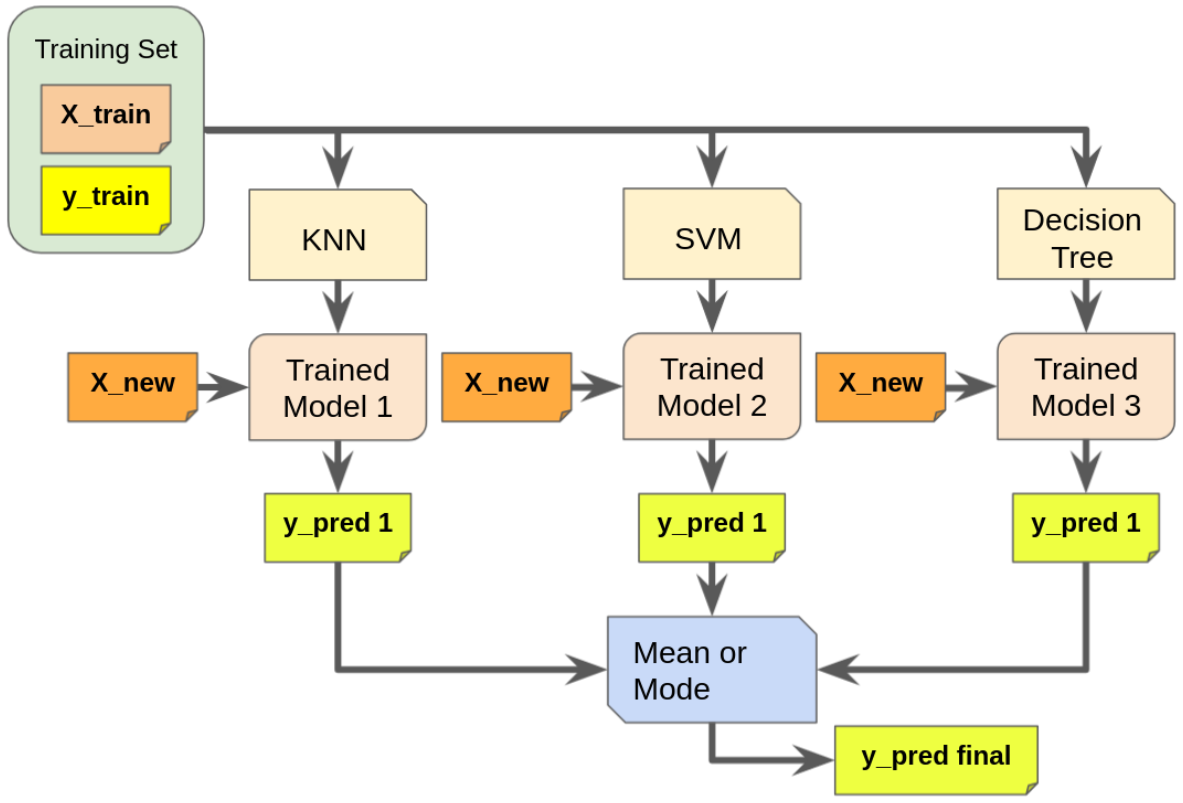 Training Set
X_train
y_train
KNN
SVM
Decision
Tree
X_new
Trained
Model 1
X_new
Trained
Model 2
X_new
Trained
Model 3
y_pred 1
y_pred 1
y_pred 1
Mean or
Mode
y_pred final